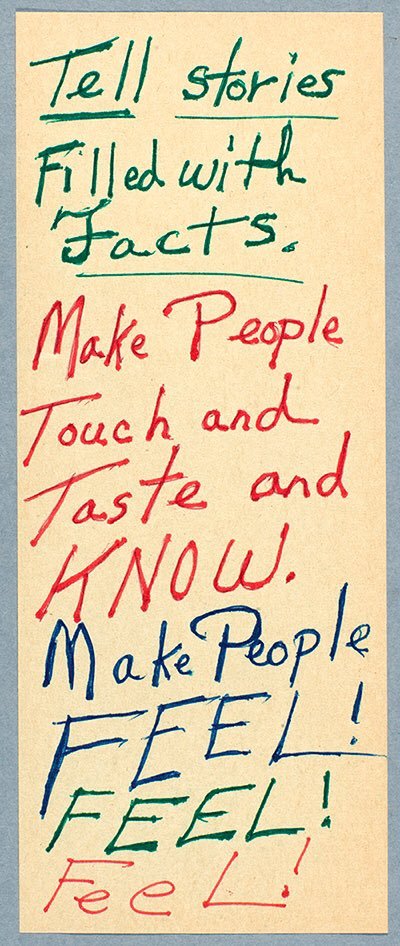 Tell stories
Filled with
Facts.
Make People
Touch and
Taste and
KNOW.
Make People
FEEL!
FEEL!
FeeL!